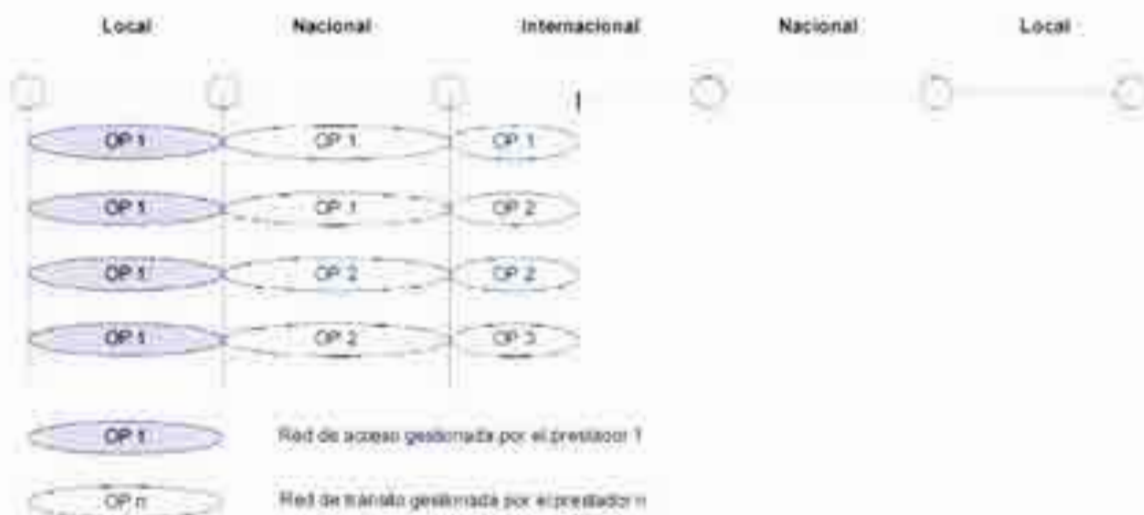 Local Nacional Internacional Nacional Local
OP 1 OP 1 OP 1
OP 1 OP 1 OP 2
OP 1 OP 2 OP 2
OP 1 OP 2 OP 3
OP 1 Red de acceso gestionada por el prestador 1
OP n Red de tránsito gestionada por el prestador n